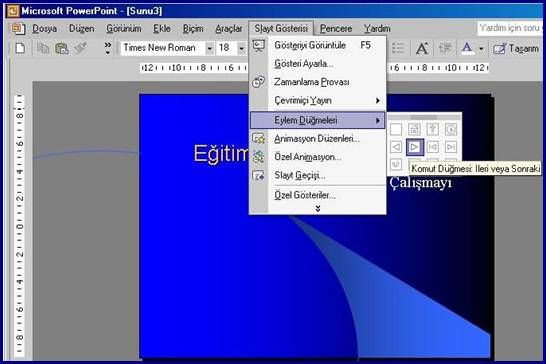 Microsoft PowerPoint - [Sunu3]
Dosya Düzen Görünüm Ekle Biçim Araçlar Slayt Gösterisi Pencere Yardım
Yardım için soru
Times New Roman 18 Tasarım
Gösteriyi Görüntüle F5
Gösteri Ayarla...
Zamanlama Provası
Çevrimiçi Yayın
Eylem Düğmeleri
Animasyon Düzenleri...
Özel Animasyon...
Slayt Geçişi...
Özel Gösteriler...
Komut Düğmesi: İleri veya Sonraki
Eğitim
Çalışmayı